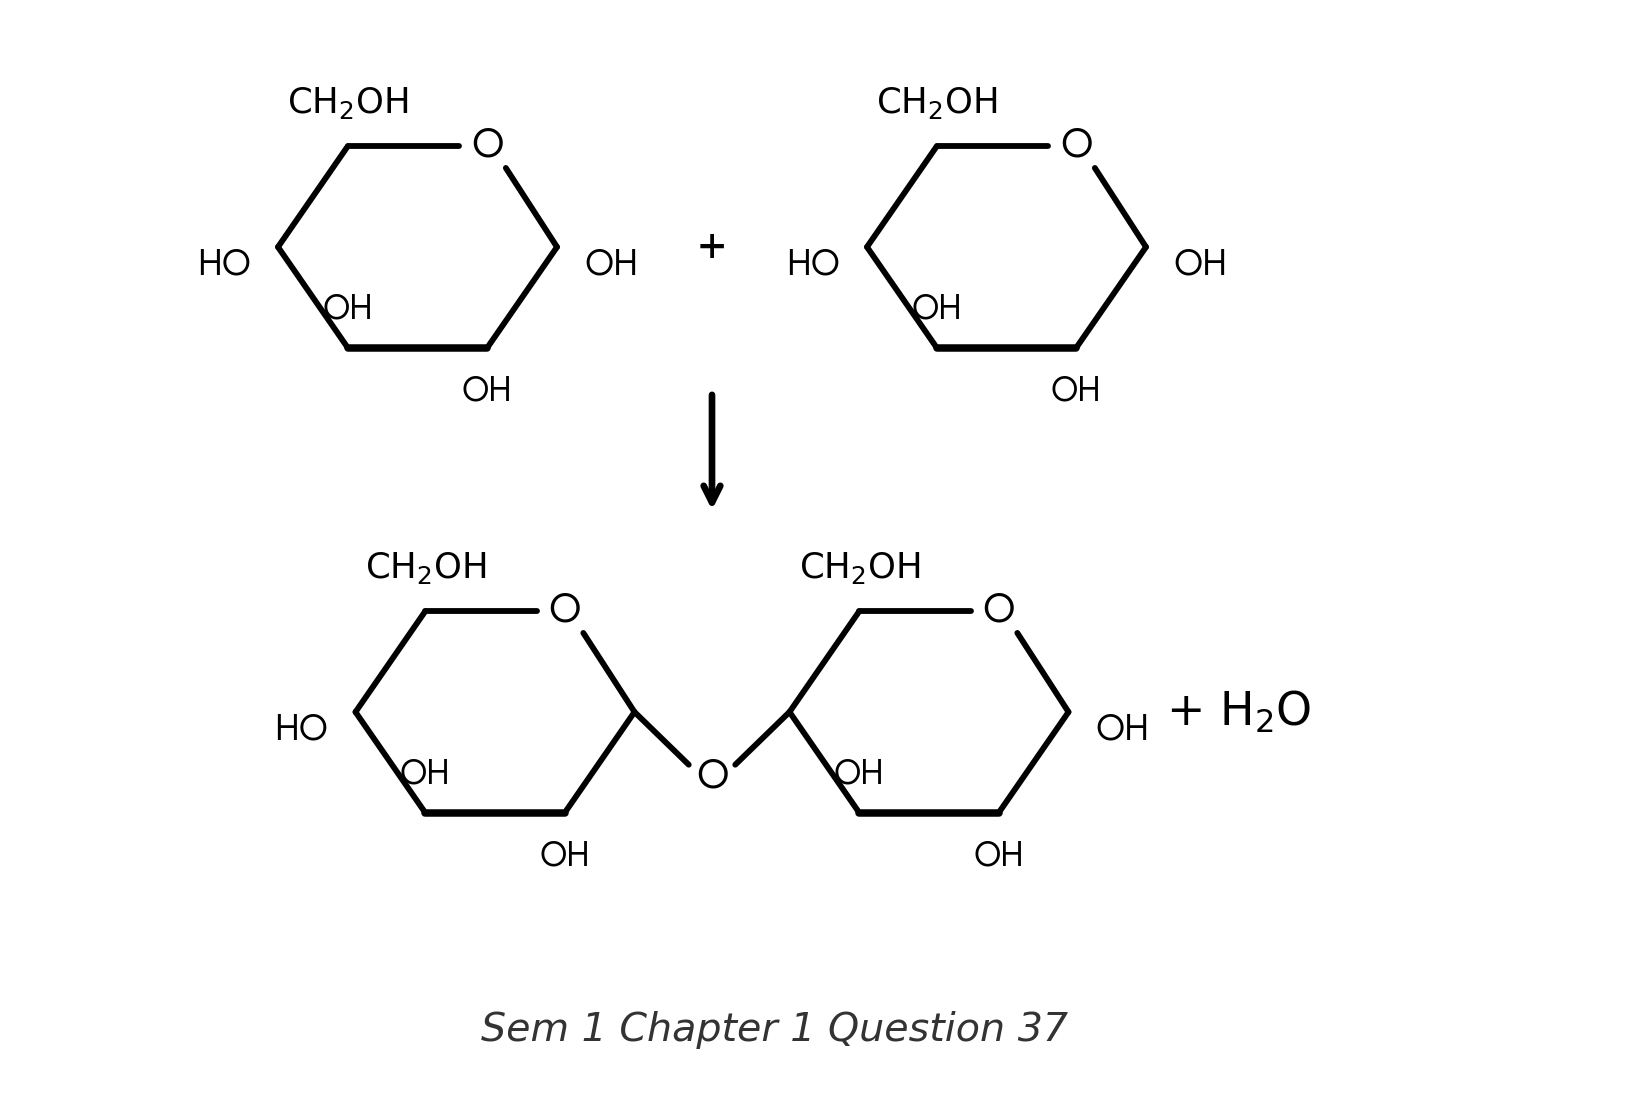 CH₂OH CH₂OH
O O
HO OH + HO OH
OH OH
OH OH
CH₂OH CH₂OH
O O
HO OH + H₂O
OH O OH
OH OH
Sem 1 Chapter 1 Question 37